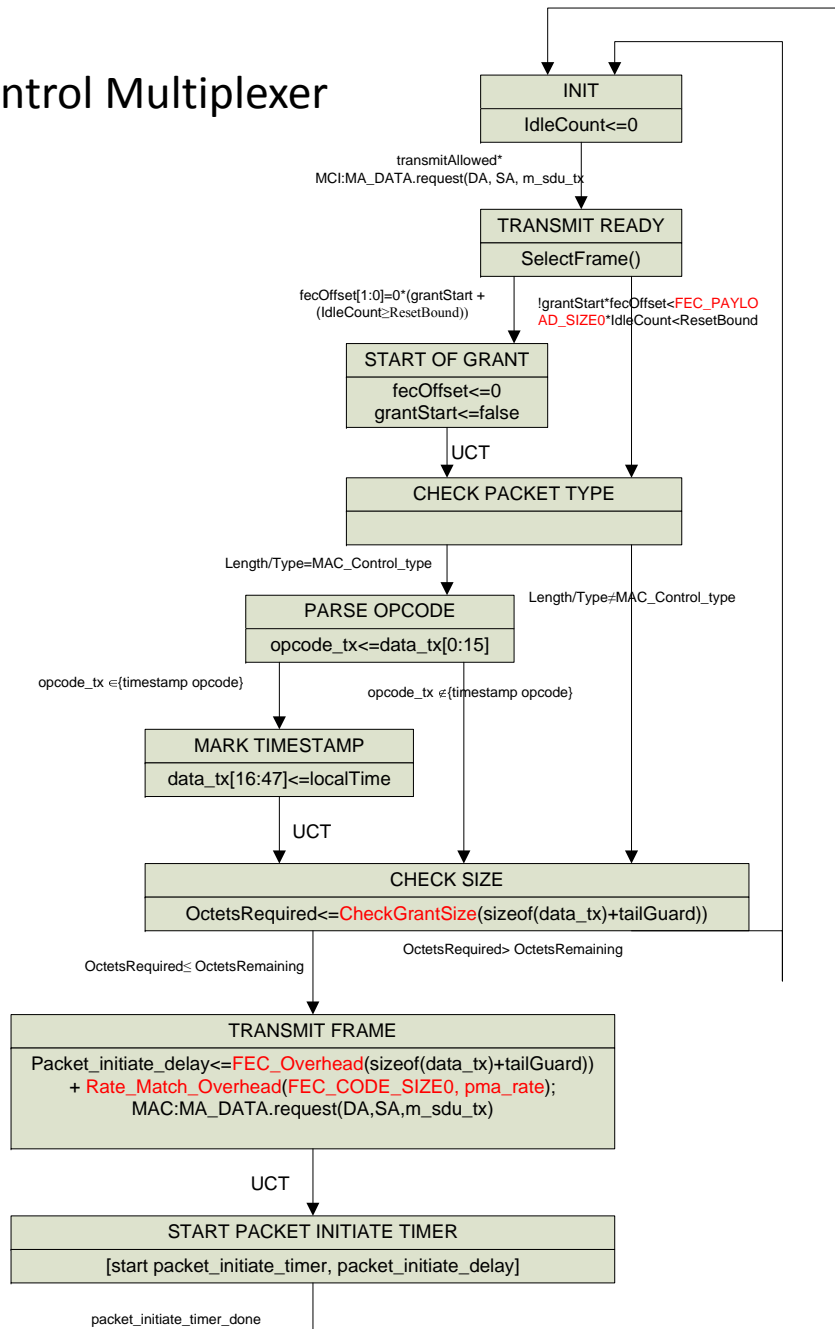 ntrol Multiplexer
INIT
IdleCount<=0
transmitAllowed*
MCI:MA_DATA.request(DA, SA, m_sdu_tx
TRANSMIT READY
SelectFrame()
fecOffset[1:0]=0*(grantStart +
(IdleCount≥ResetBound))
!grantStart*fecOffset<FEC_PAYLO
AD_SIZE0*IdleCount<ResetBound
START OF GRANT
fecOffset<=0
grantStart<=false
UCT
CHECK PACKET TYPE
Length/Type=MAC_Control_type
Length/Type≠MAC_Control_type
PARSE OPCODE
opcode_tx<=data_tx[0:15]
opcode_tx ∈{timestamp opcode}
opcode_tx ∉{timestamp opcode}
MARK TIMESTAMP
data_tx[16:47]<=localTime
UCT
CHECK SIZE
OctetsRequired<=CheckGrantSize(sizeof(data_tx)+tailGuard))
OctetsRequired≤ OctetsRemaining
OctetsRequired> OctetsRemaining
TRANSMIT FRAME
Packet_initiate_delay<=FEC_Overhead(sizeof(data_tx)+tailGuard))
+ Rate_Match_Overhead(FEC_CODE_SIZE0, pma_rate);
MAC:MA_DATA.request(DA,SA,m_sdu_tx)
UCT
START PACKET INITIATE TIMER
[start packet_initiate_timer, packet_initiate_delay]
packet_initiate_timer_done